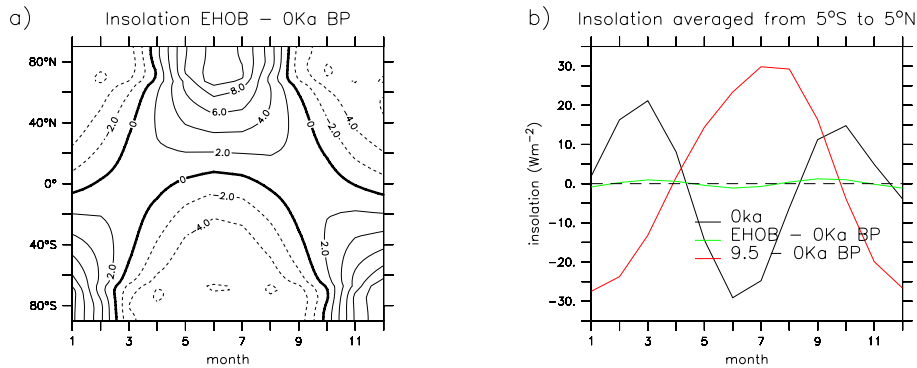 a) Insolation EHOB – 0Ka BP
80°N
40°N
0°
40°S
80°S
1 3 5 7 9 11
month
-2.0
0
8.0
6.0
4.0
2.0
0
-2.0
0
-2.0
-4.0
2.0
2.0
b) Insolation averaged from 5°S to 5°N
insolation (Wm⁻²)
30.
20.
10.
0.
-10.
-20.
-30.
0ka
EHOB – 0Ka BP
9.5 – 0Ka BP
1 3 5 7 9 11
month